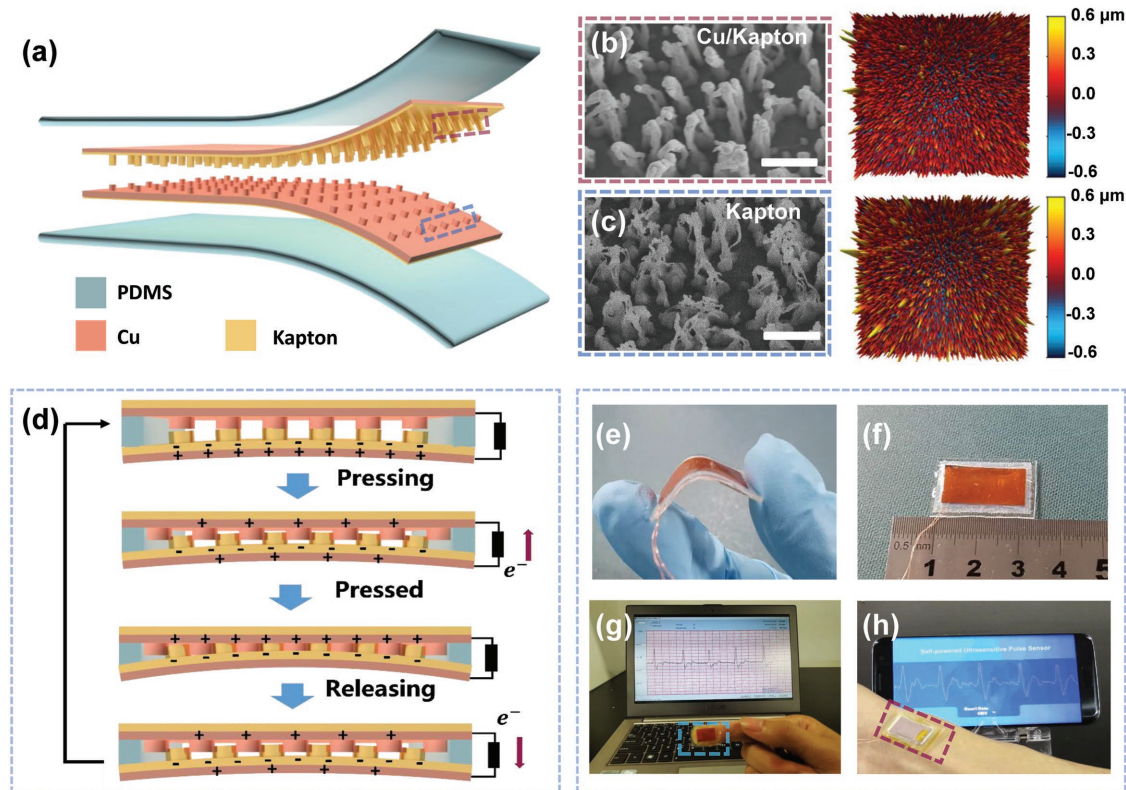 (a)
PDMS
Cu
Kapton
(b)
Cu/Kapton
0.6 μm
0.3
0.0
-0.3
-0.6
(c)
Kapton
0.6 μm
0.3
0.0
-0.3
-0.6
(d)
- - - - - - - -
+ + + + + + + +
Pressing
+ + + + +
- - - - - - - -
+ + + +
e−
Pressed
+ + + + + + + + +
- - - - - - - -
Releasing
e−
+ + + + +
- - - - - - - -
+ + + +
(e)
(f)
0.5
1 2 3 4 5
(g)
(h)
Self-powered Ultrasensitive Pulse Sensor